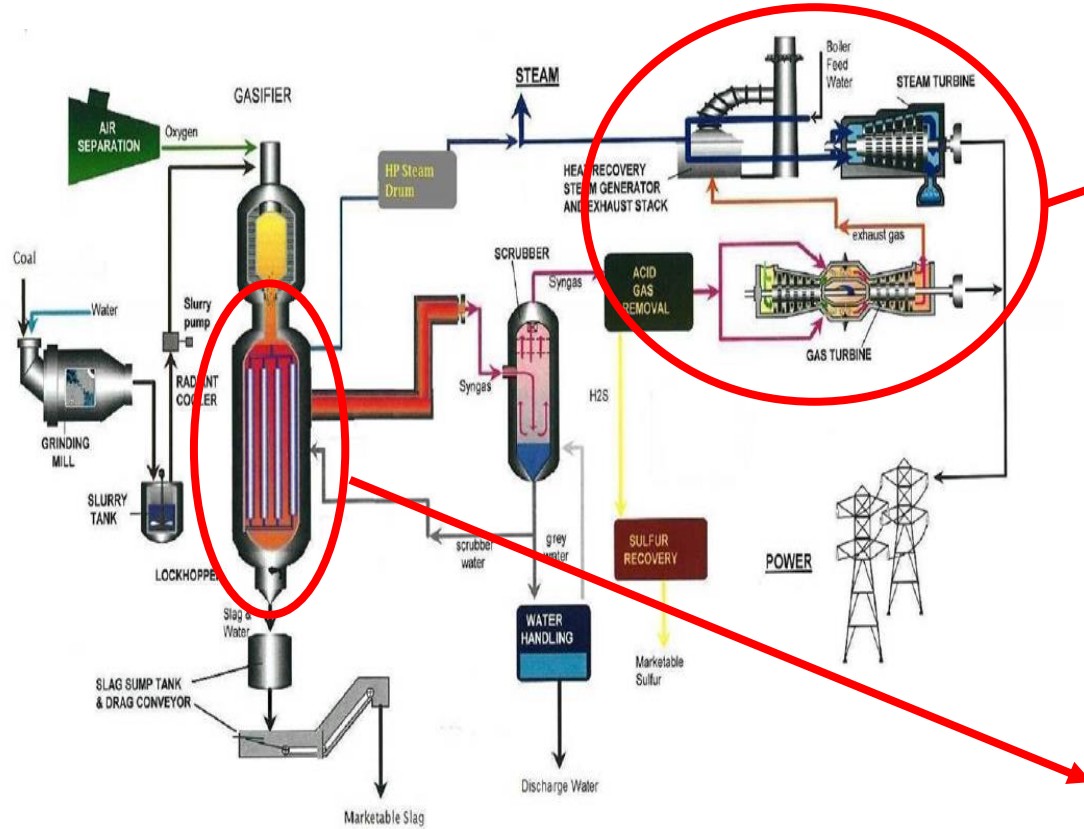 GASIFIER
AIR
SEPARATION
Oxygen
STEAM
Boiler
Feed
Water
STEAM TURBINE
HP Steam
Drum
HEAT RECOVERY
STEAM GENERATOR
AND EXHAUST STACK
exhaust gas
Coal
Water
Slurry
pump
SCRUBBER
Syngas
ACID
GAS
REMOVAL
GAS TURBINE
RADIANT
COOLER
Syngas
H2S
GRINDING
MILL
SLURRY
TANK
scrubber
water
grey
water
SULFUR
RECOVERY
POWER
LOCKHOPPER
Slag &
Water
WATER
HANDLING
SLAG SUMP TANK
& DRAG CONVEYOR
Marketable
Sulfur
Discharge Water
Marketable Slag